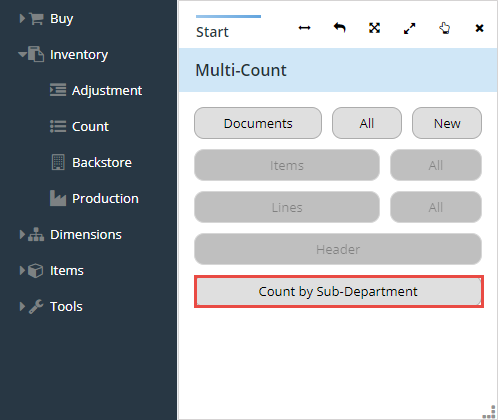 Buy
Inventory
Adjustment
Count
Backstore
Production
Dimensions
Items
Tools
Start
Multi-Count
Documents All New
Items All
Lines All
Header
Count by Sub-Department